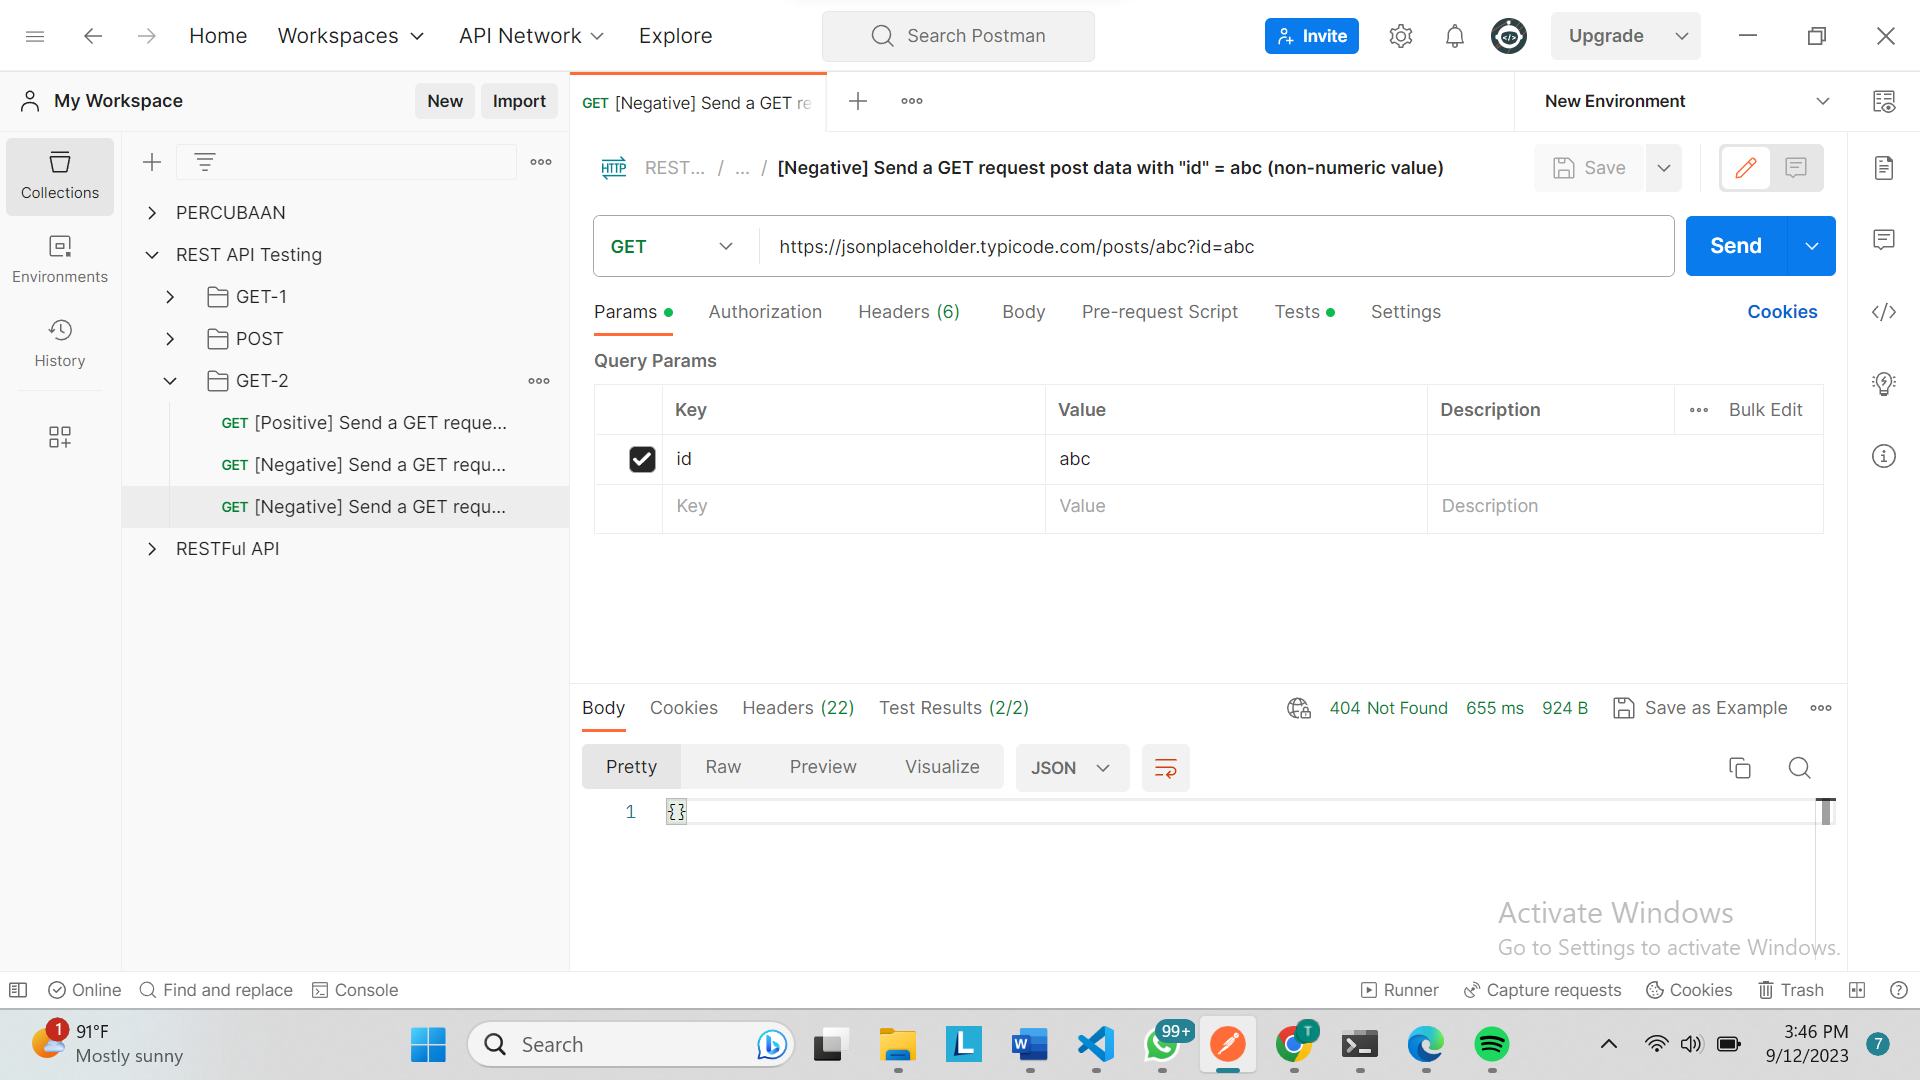 Home Workspaces API Network Explore Search Postman Invite Upgrade
My Workspace New Import GET [Negative] Send a GET re New Environment
Collections
Environments
History
PERCUBAAN
REST API Testing
GET-1
POST
GET-2
GET [Positive] Send a GET reque...
GET [Negative] Send a GET requ...
GET [Negative] Send a GET requ...
RESTFul API
HTTP REST... / ... / [Negative] Send a GET request post data with "id" = abc (non-numeric value) Save
GET https://jsonplaceholder.typicode.com/posts/abc?id=abc Send
Params Authorization Headers (6) Body Pre-request Script Tests Settings Cookies
Query Params
Key Value Description Bulk Edit
id abc
Key Value Description
Body Cookies Headers (22) Test Results (2/2) 404 Not Found 655 ms 924 B Save as Example
Pretty Raw Preview Visualize JSON
1 {}
Activate Windows
Go to Settings to activate Windows.
Online Find and replace Console Runner Capture requests Cookies Trash
1 91°F
Mostly sunny
Search
L
W
99+
T
3:46 PM
9/12/2023
7